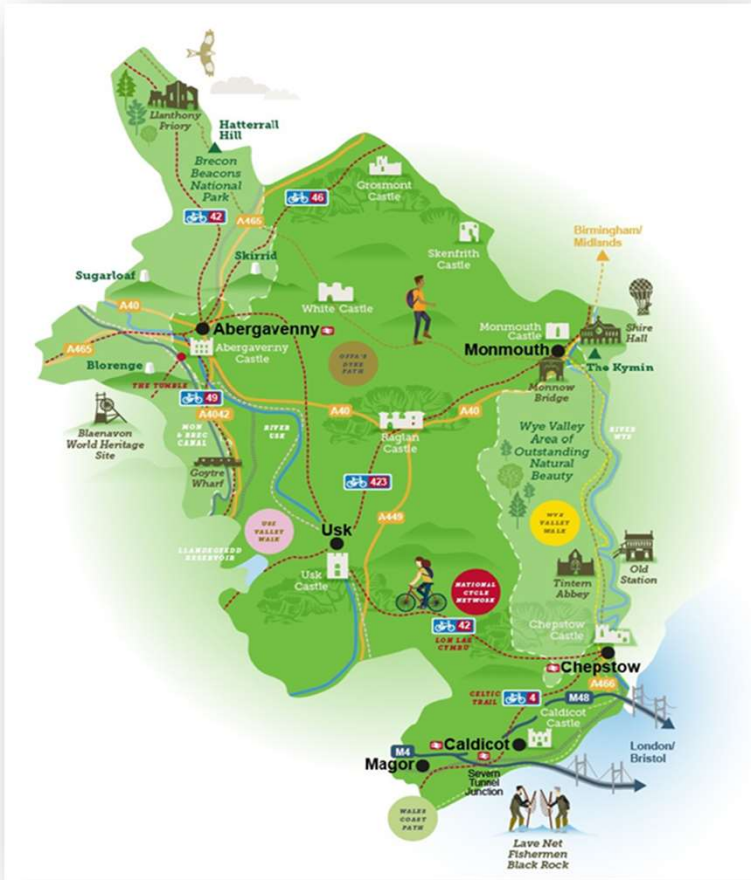 Llanthony
Priory
Hatterrall
Hill
Brecon
Beacons
National
Park
42
A465
46
Grosmont
Castle
Skenfrith
Castle
Birmingham/
Midlands
Sugarloaf
Skirrid
White Castle
A40
A465
Abergavenny
Abergavenny
Castle
Blorenge
THE TUMBLE
OFFA'S
DYKE
PATH
Monmouth
Castle
Monmouth
Shire
Hall
The Kymin
Monnow
Bridge
49
A4042
Blaenavon
World Heritage
Site
MON
& BREC
CANAL
RIVER
USK
Goytre
Wharf
A40
Raglan
Castle
A40
423
A449
Wye Valley
Area of
Outstanding
Natural
Beauty
RIVER
WYE
WYE
VALLEY
WALK
USK
VALLEY
WALK
LLANDEGFEDD
RESERVOIR
Usk
Usk
Castle
NATIONAL
CYCLE
NETWORK
42
LON LAS
CYMRU
Tintern
Abbey
Old
Station
Chepstow
Castle
Chepstow
A466
M48
CELTIC
TRAIL
4
Caldicot
Castle
M4
Caldicot
Magor
Severn
Tunnel
Junction
London/
Bristol
WALES
COAST
PATH
Lave Net
Fishermen
Black Rock